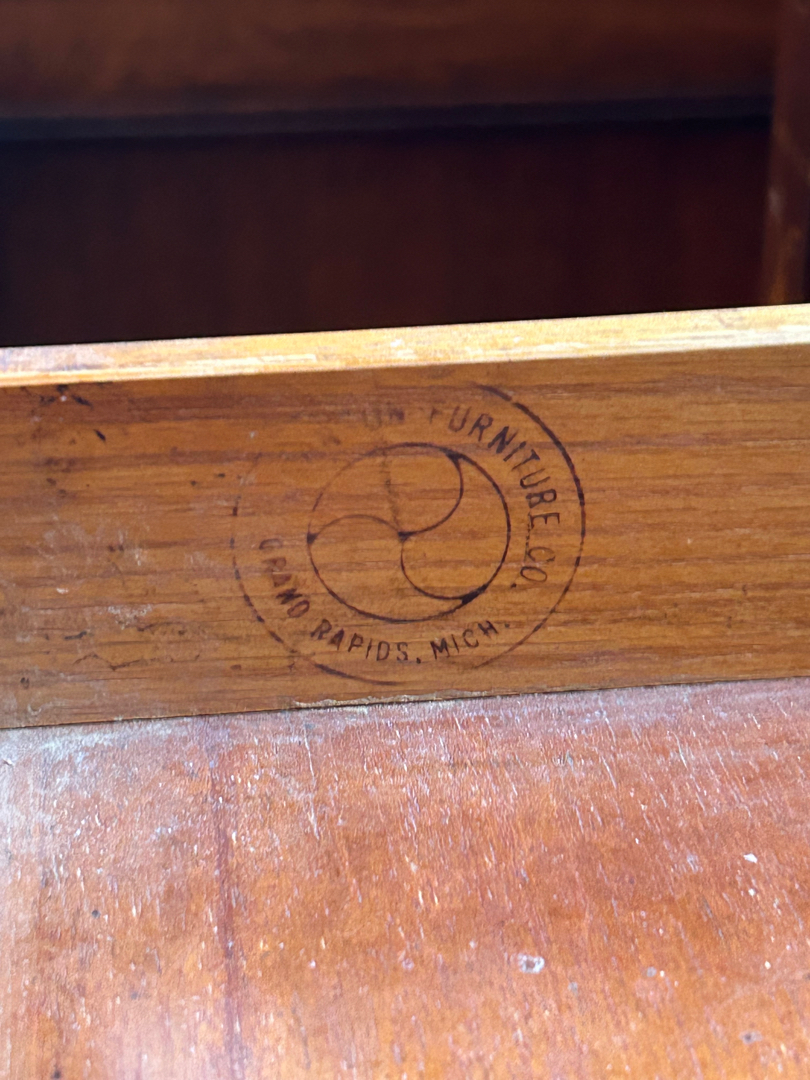 FURNITURE CO.
GRAND RAPIDS, MICH.